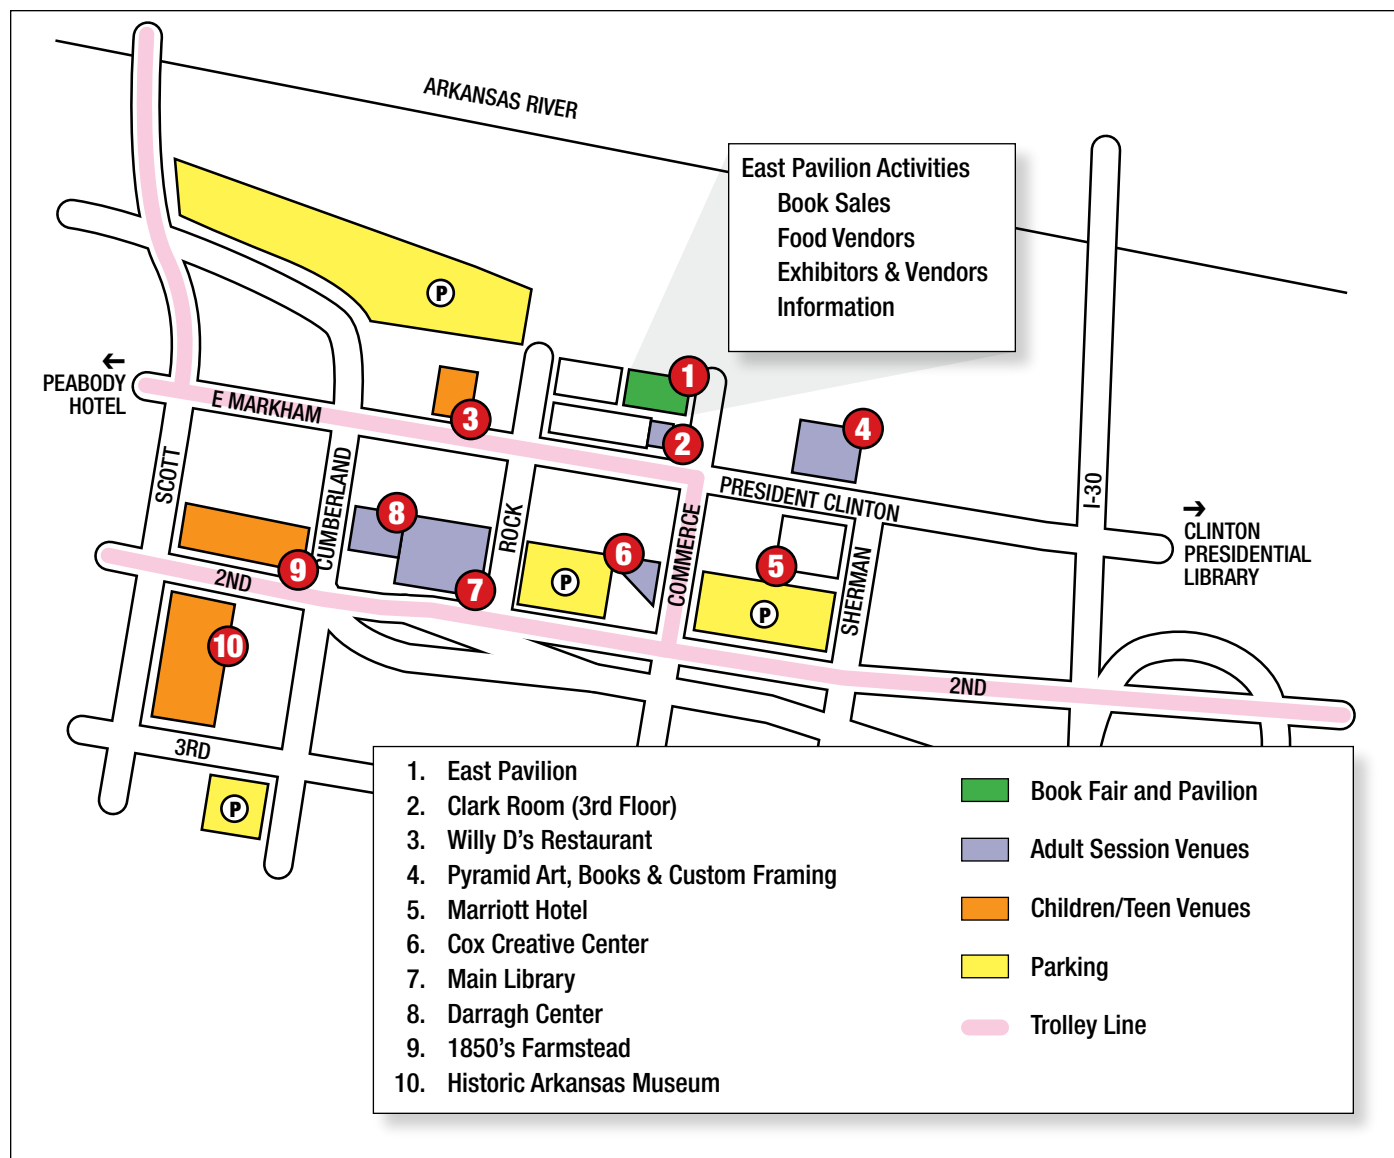 ARKANSAS RIVER
East Pavilion Activities
Book Sales
Food Vendors
Exhibitors & Vendors
Information
P
← 
PEABODY
HOTEL
E MARKHAM
1
2
3
4
SCOTT
CUMBERLAND
ROCK
COMMERCE
PRESIDENT CLINTON
SHERMAN
I-30
→
CLINTON
PRESIDENTIAL
LIBRARY
8
6
5
9
7
P
P
2ND
10
2ND
3RD
P
1. East Pavilion
2. Clark Room (3rd Floor)
3. Willy D's Restaurant
4. Pyramid Art, Books & Custom Framing
5. Marriott Hotel
6. Cox Creative Center
7. Main Library
8. Darragh Center
9. 1850's Farmstead
10. Historic Arkansas Museum
Book Fair and Pavilion
Adult Session Venues
Children/Teen Venues
Parking
Trolley Line